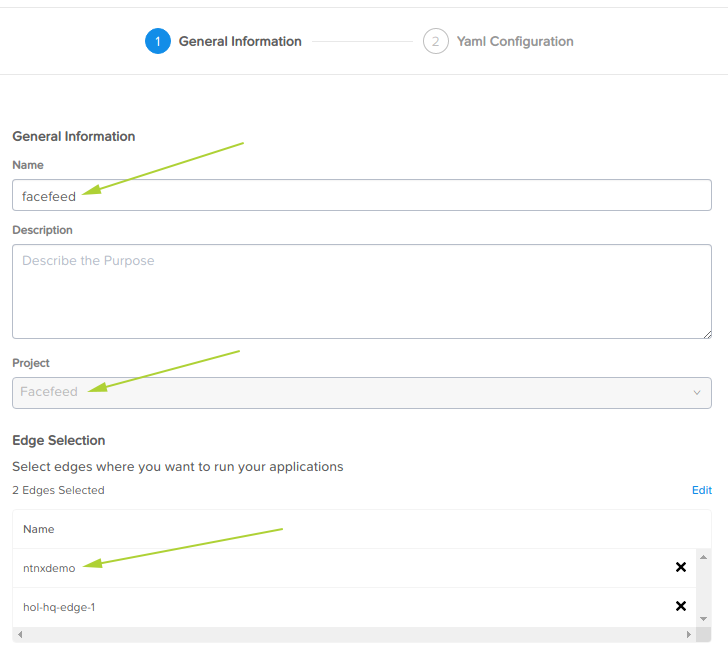 1 General Information 2 Yaml Configuration
General Information
Name
facefeed
Description
Describe the Purpose
Project
Facefeed
Edge Selection
Select edges where you want to run your applications
2 Edges Selected Edit
Name
ntnxdemo
hol-hq-edge-1